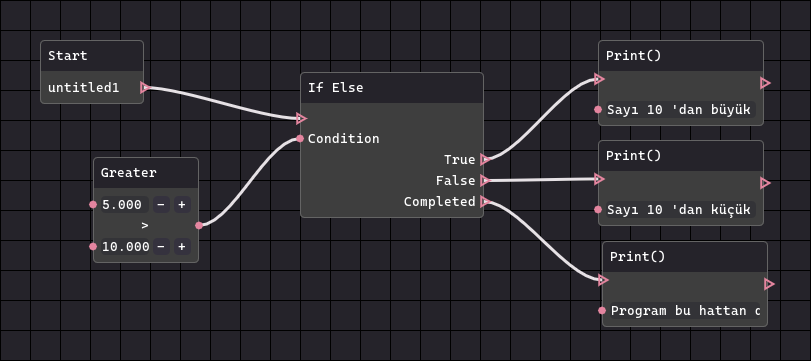 Start
untitled1
Greater
5.000 - +
>
10.000 - +
If Else
Condition
True
False
Completed
Print()
Sayı 10 'dan büyük
Print()
Sayı 10 'dan küçük
Print()
Program bu hattan